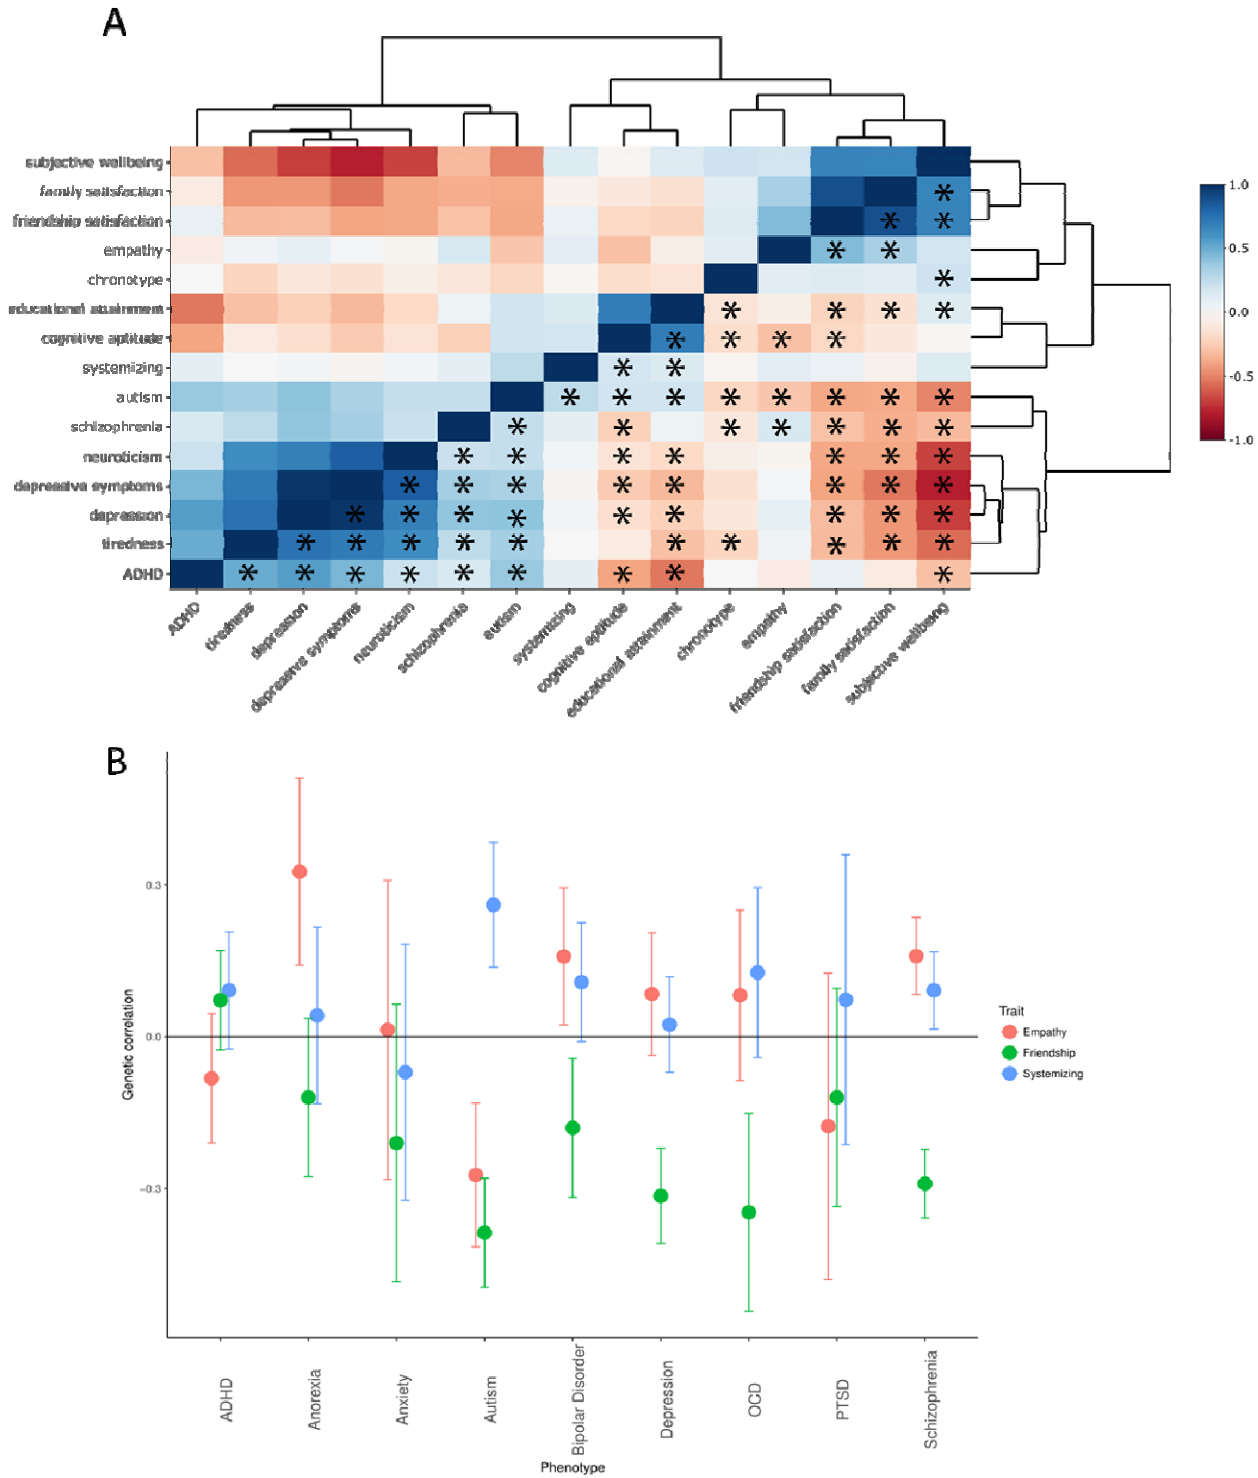 A
subjective wellbeing
family satisfaction
friendship satisfaction
empathy
chronotype
educational attainment
cognitive aptitude
systemizing
autism
schizophrenia
neuroticism
depressive symptoms
depression
tiredness
ADHD
1.0
0.5
0.0
-0.5
-1.0
ADHD
tiredness
depression
depressive symptoms
neuroticism
schizophrenia
autism
systemizing
cognitive aptitude
educational attainment
chronotype
empathy
friendship satisfaction
family satisfaction
subjective wellbeing
B
Genetic correlation
0.3
0.0
−0.3
ADHD
Anorexia
Anxiety
Autism
Bipolar Disorder
Depression
OCD
PTSD
Schizophrenia
Phenotype
Trait
Empathy
Friendship
Systemizing